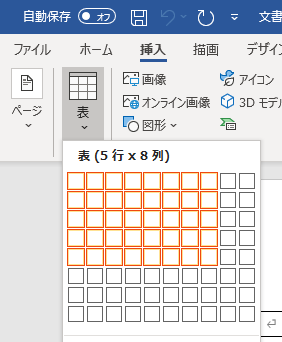 自動保存 オフ 文書
ファイル ホーム 挿入 描画 デザイン
ページ
表
画像
オンライン画像
図形
アイコン
3D モデル
表 (5 行 x 8 列)